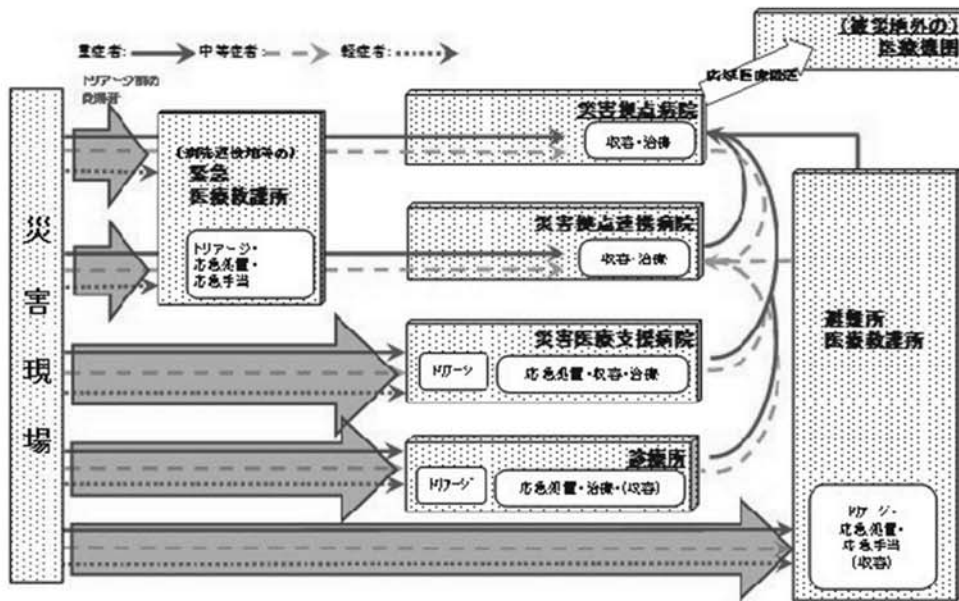 (被災地外の)
医療機関
重症者:
中等症者:
軽症者:
トリアージ前の
負傷者
広域医療搬送
災害拠点病院
収容・治療
(病院近接地等の)
緊急
医療救護所
トリアージ・
応急処置・
応急手当
災害拠点連携病院
収容・治療
災害現場
避難所
医療救護所
災害医療支援病院
トリアージ
応急処置・収容・治療
診療所
トリアージ
応急処置・治療・(収容)
トリアージ・
応急処置・
応急手当
(収容)